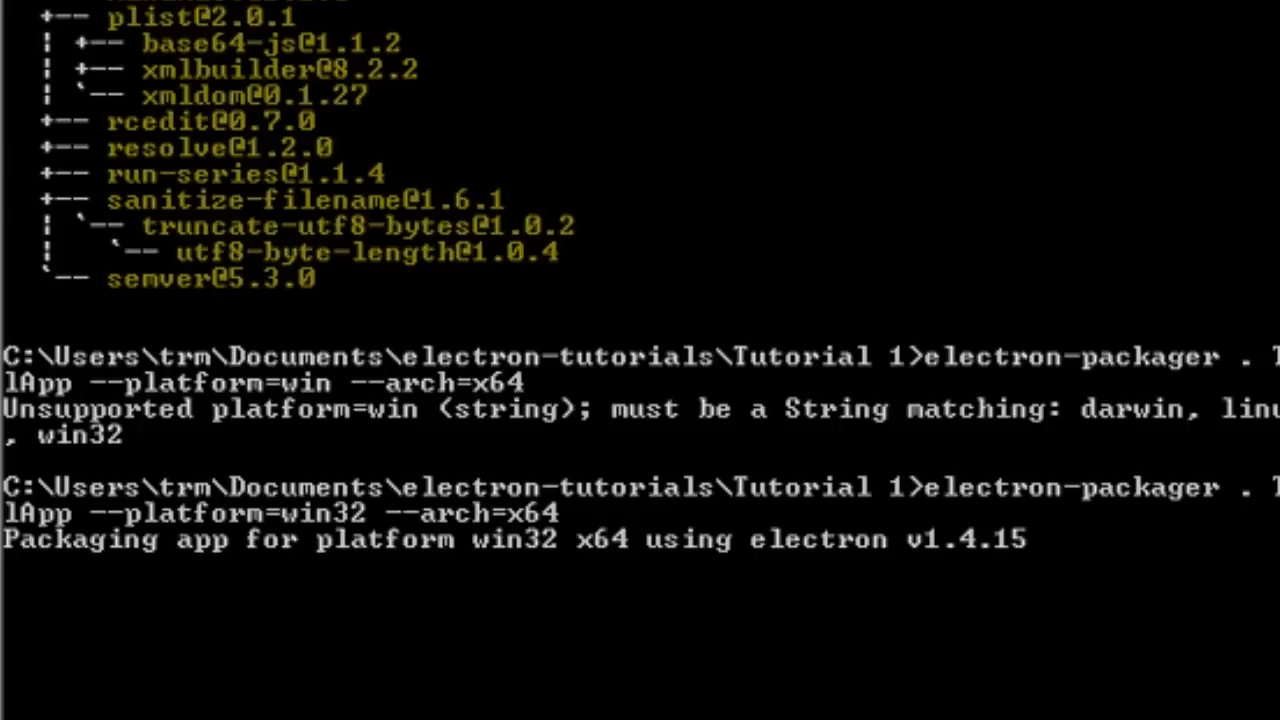 +-- plist@2.0.1
¦ +-- base64-js@1.1.2
¦ +-- xmlbuilder@8.2.2
¦ `-- xmldom@0.1.27
+-- rcedit@0.7.0
+-- resolve@1.2.0
+-- run-series@1.1.4
+-- sanitize-filename@1.6.1
¦ `-- truncate-utf8-bytes@1.0.2
¦   `-- utf8-byte-length@1.0.4
`-- semver@5.3.0
C:\Users\trm\Documents\electron-tutorials\Tutorial 1>electron-packager .
lApp --platform=win --arch=x64
Unsupported platform=win (string); must be a String matching: darwin,
, win32
C:\Users\trm\Documents\electron-tutorials\Tutorial 1>electron-packager .
lApp --platform=win32 --arch=x64
Packaging app for platform win32 x64 using electron v1.4.15